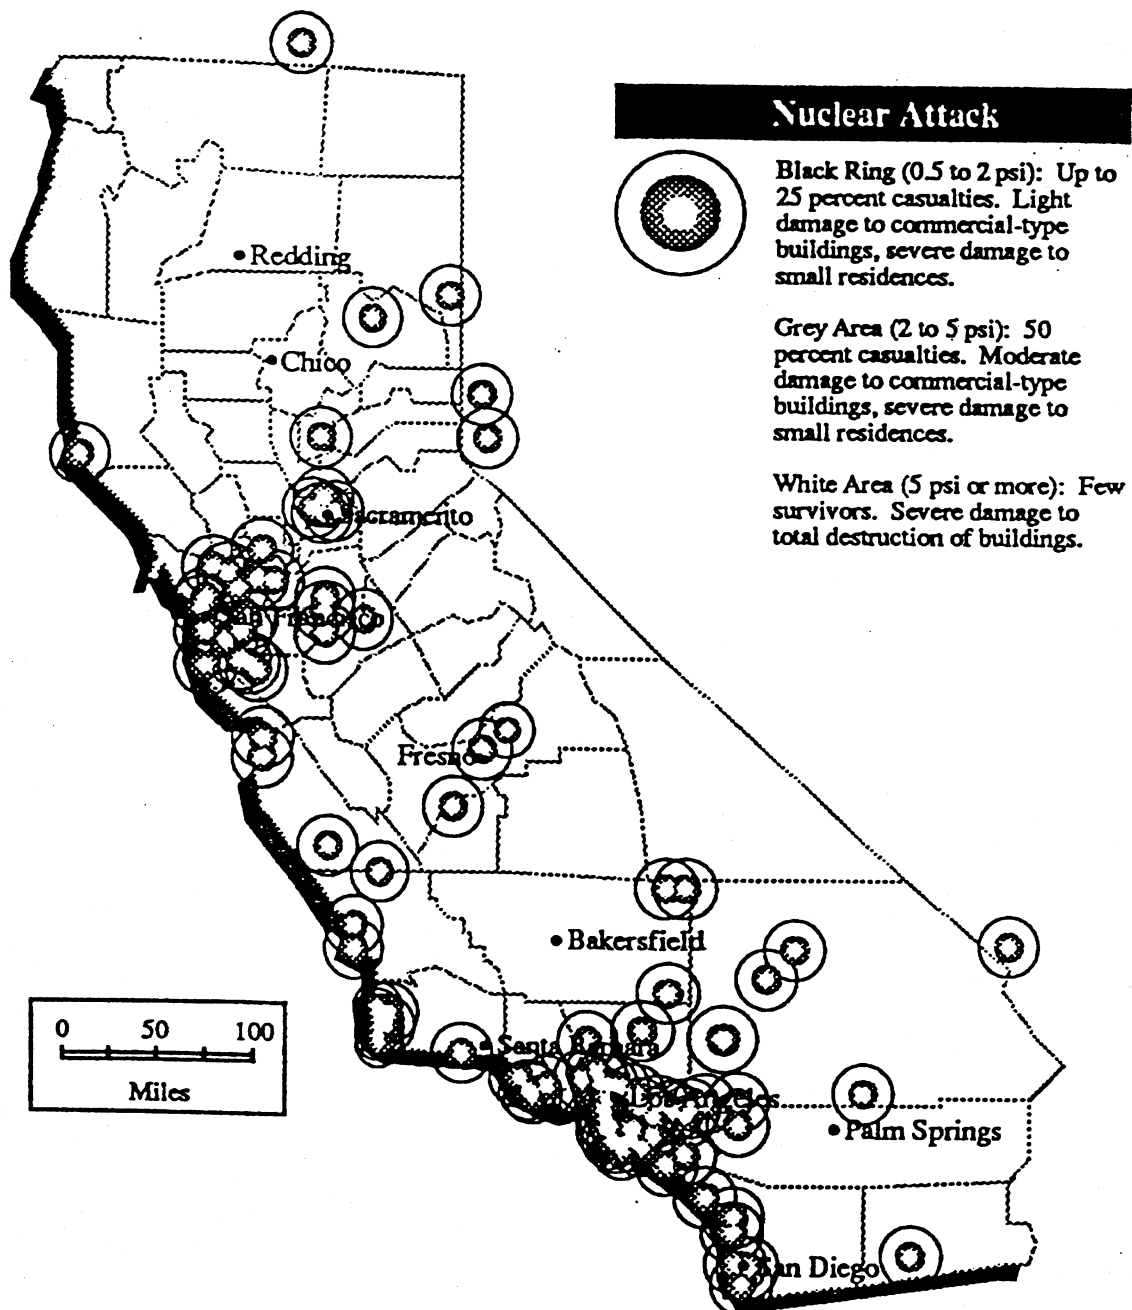 Nuclear Attack
Black Ring (0.5 to 2 psi): Up to
25 percent casualties. Light
damage to commercial-type
buildings, severe damage to
small residences.
Grey Area (2 to 5 psi): 50
percent casualties. Moderate
damage to commercial-type
buildings, severe damage to
small residences.
White Area (5 psi or more): Few
survivors. Severe damage to
total destruction of buildings.
Redding
Chico
Sacramento
San Francisco
Fresno
Bakersfield
Santa Barbara
Los Angeles
Palm Springs
San Diego
0 50 100
Miles